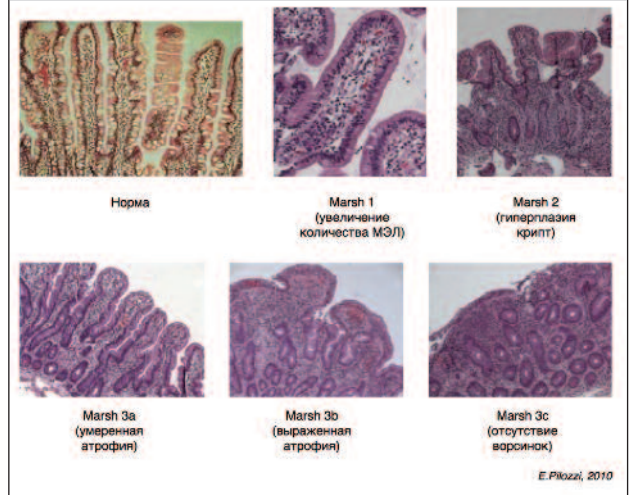 Норма
Marsh 1
(увеличение
количества МЭЛ)
Marsh 2
(гиперплазия
крипт)
Marsh 3a
(умеренная
атрофия)
Marsh 3b
(выраженная
атрофия)
Marsh 3c
(отсутствие
ворсинок)
E.Pilozzi, 2010